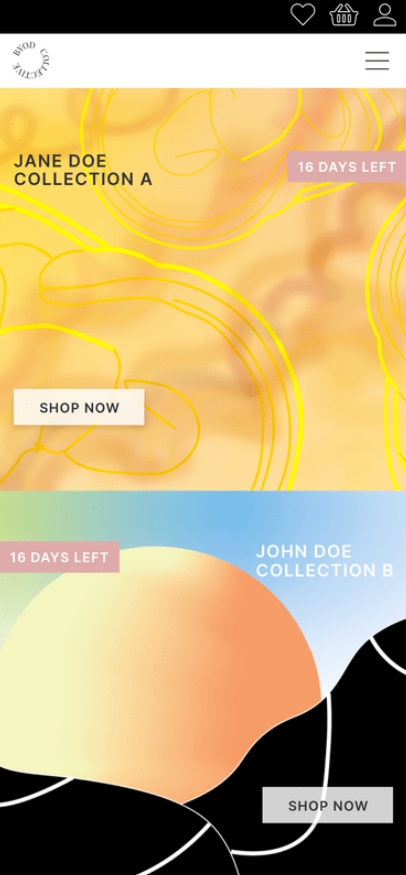 BYOD COLLECTIVE
JANE DOE
COLLECTION A
16 DAYS LEFT
SHOP NOW
16 DAYS LEFT
JOHN DOE
COLLECTION B
SHOP NOW